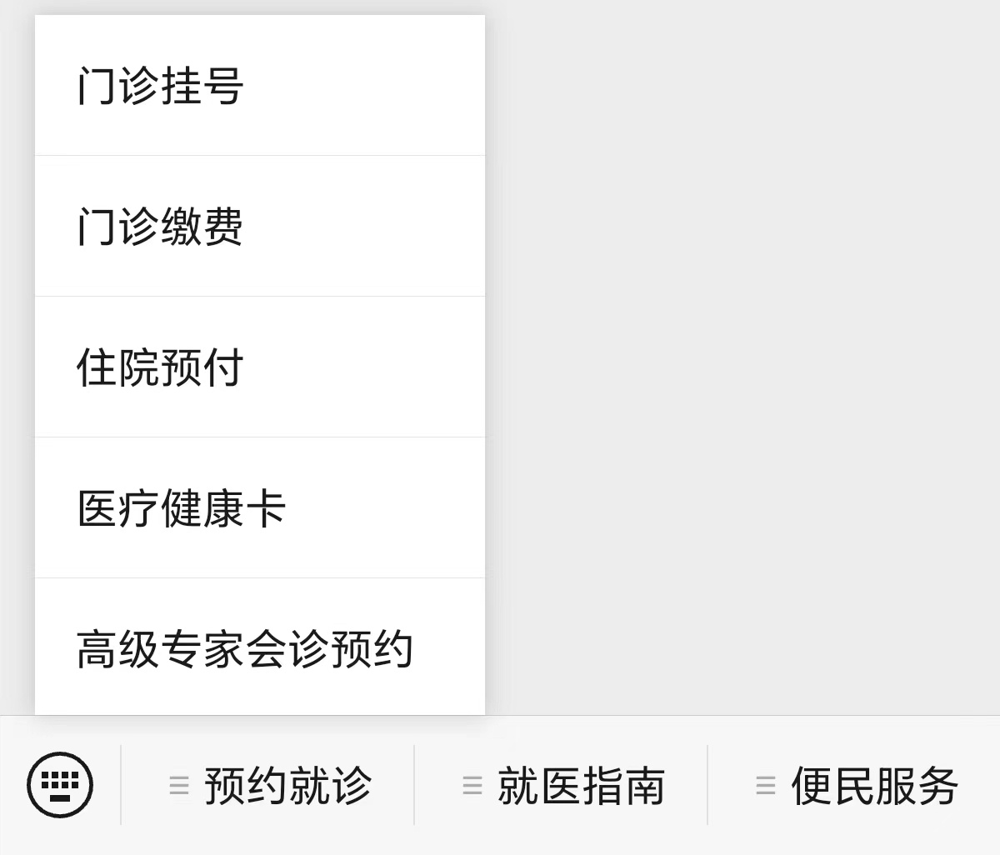 门诊挂号
门诊缴费
住院预付
医疗健康卡
高级专家会诊预约
预约就诊
就医指南
便民服务